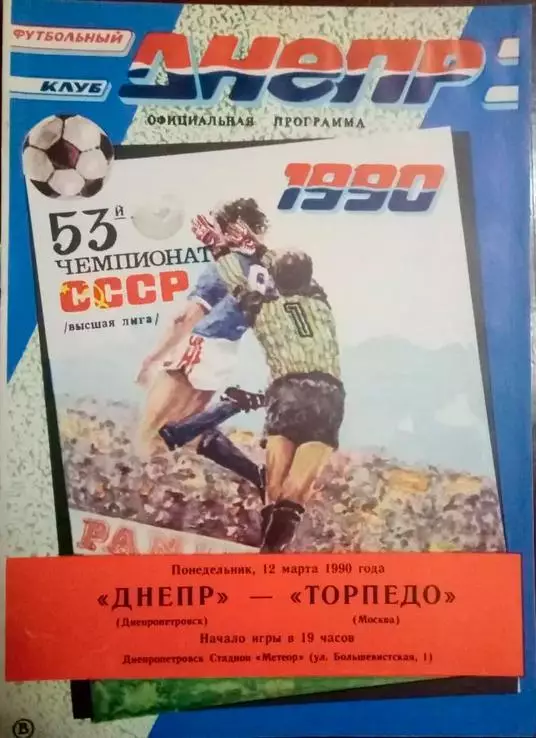 ФУТБОЛЬНЫЙ
КЛУБ
ДНЕПР
ОФИЦИАЛЬНАЯ ПРОГРАММА
1990
53й
ЧЕМПИОНАТ
СССР
/высшая лига/
1
Понедельник, 12 марта 1990 года
«ДНЕПР» — «ТОРПЕДО»
(Днепропетровск) (Москва)
Начало игры в 19 часов
Днепропетровск Стадион «Метеор» (ул. Большевистская, 1)
В